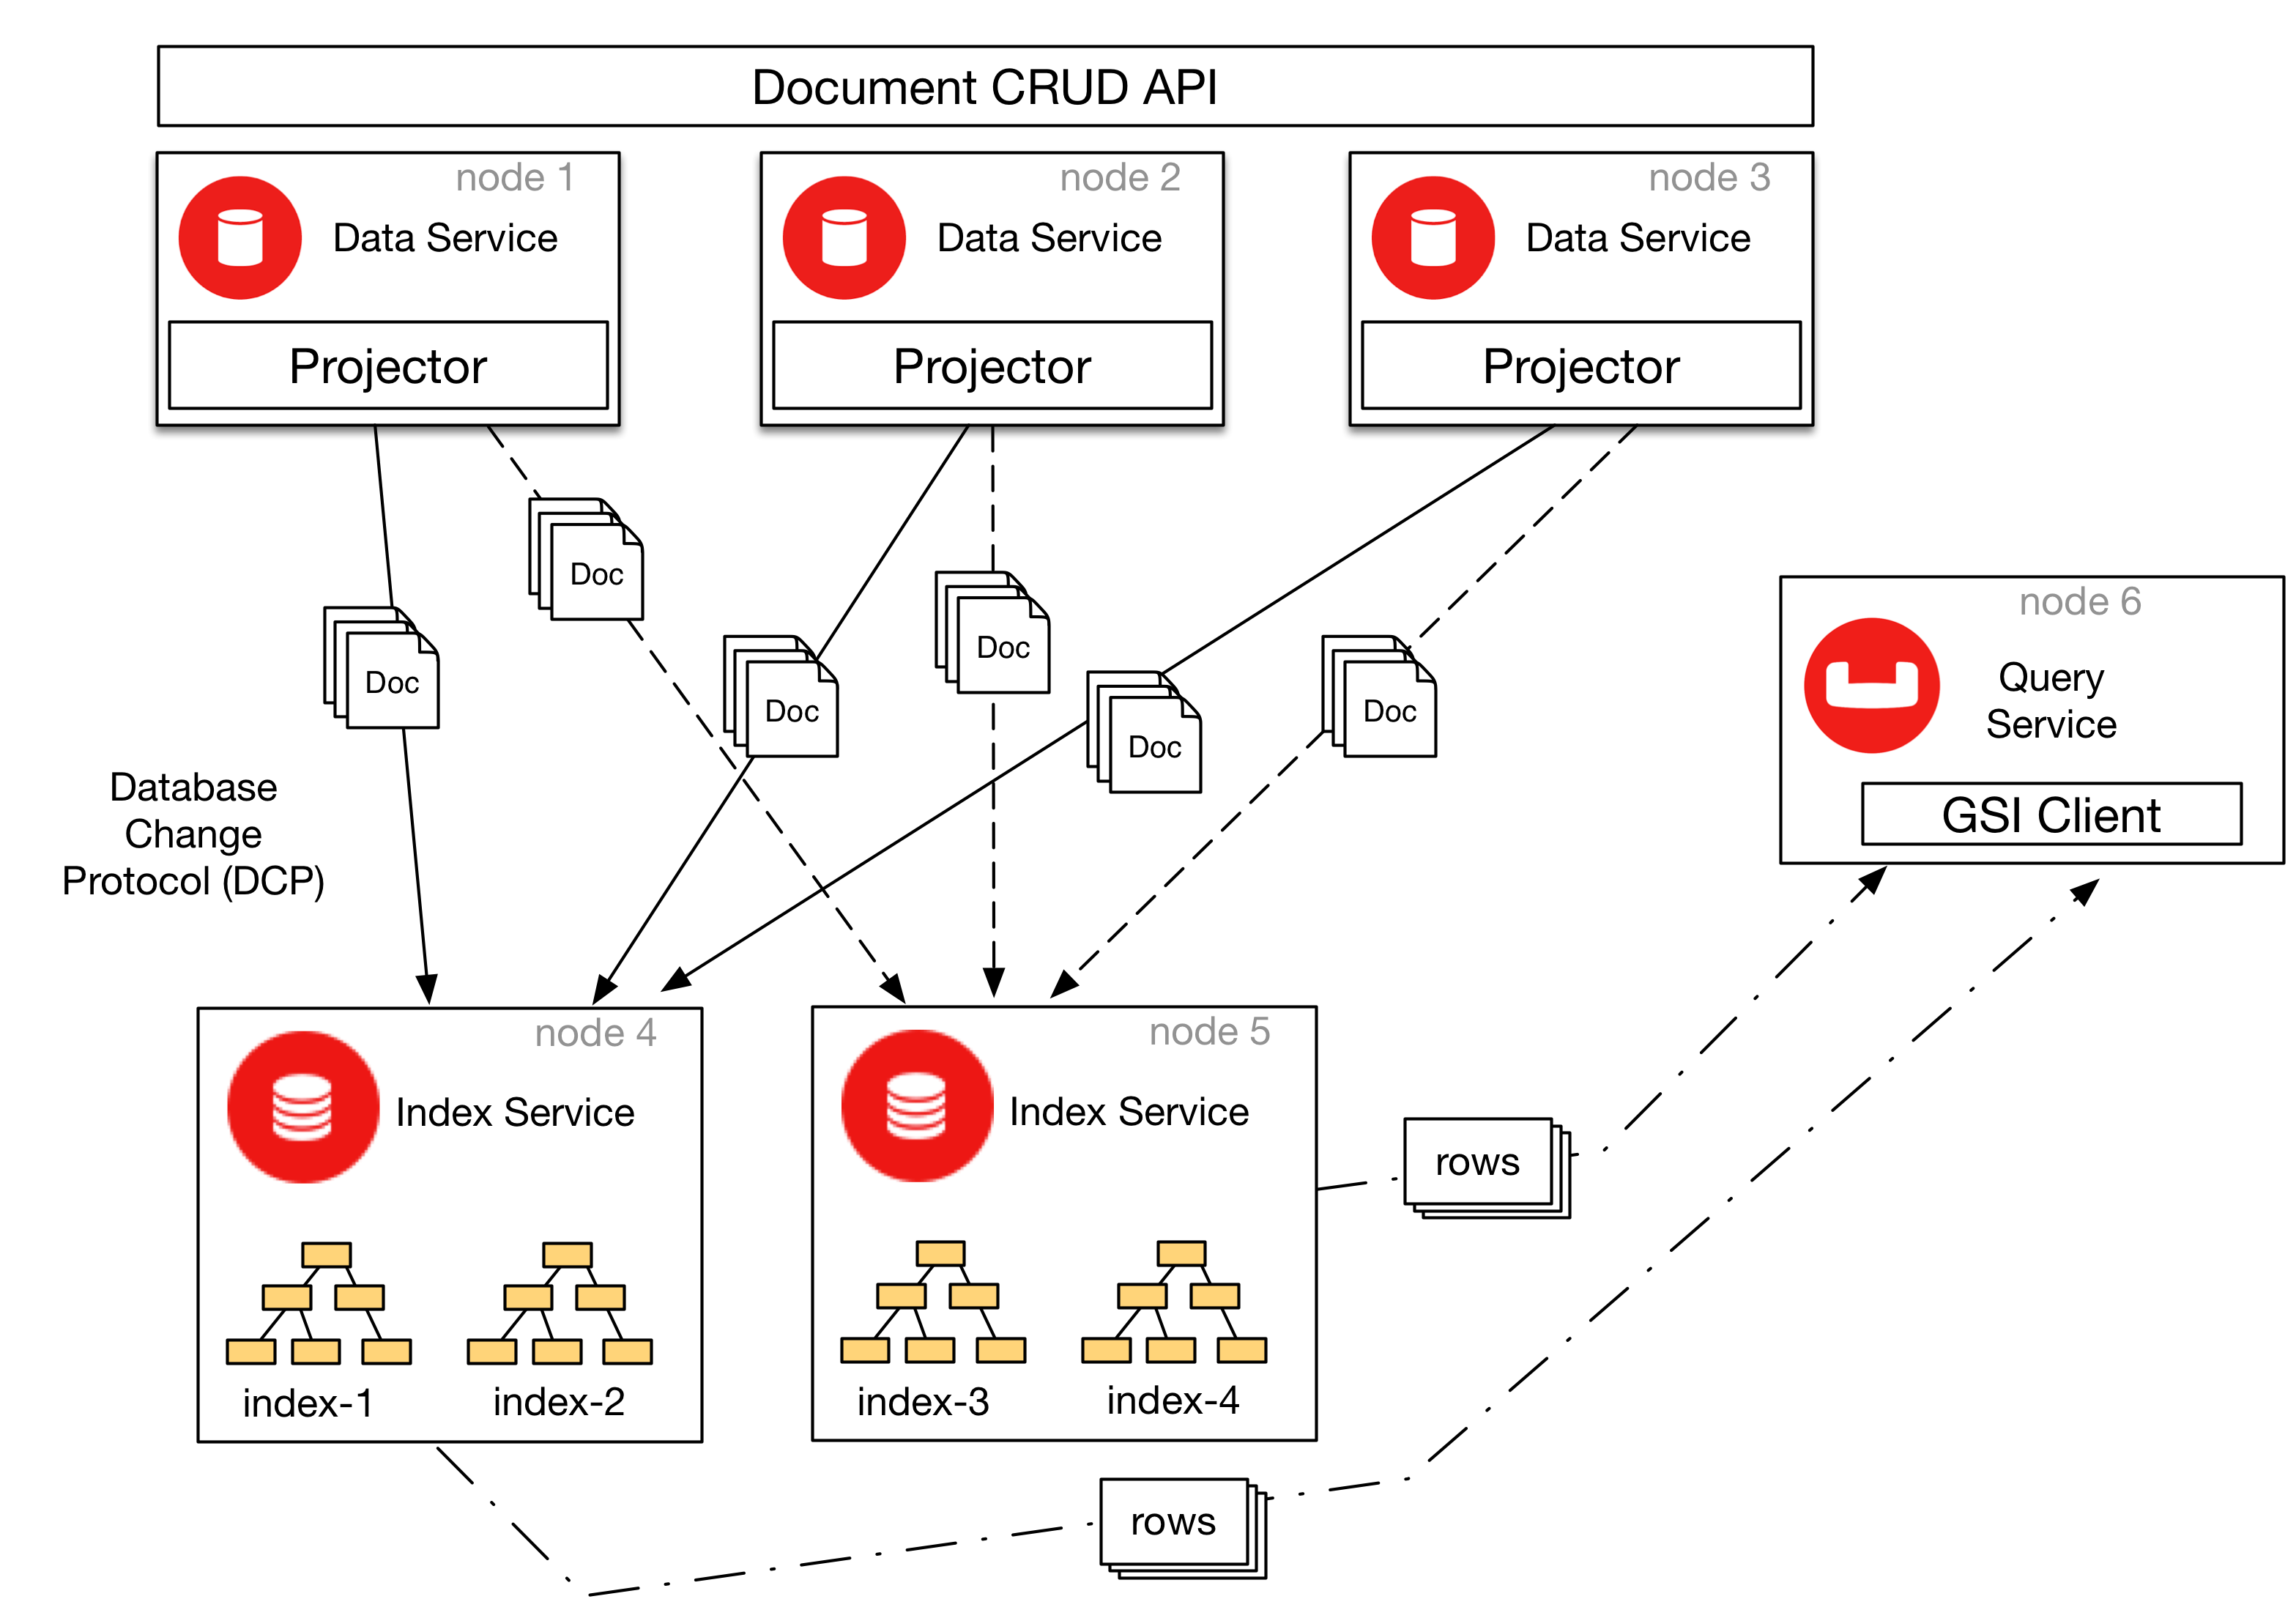 Document CRUD API
node 1
Data Service
Projector
node 2
Data Service
Projector
node 3
Data Service
Projector
Doc
Doc
Doc
Doc
Doc
Doc
Database
Change
Protocol (DCP)
node 6
Query
Service
GSI Client
node 4
Index Service
index-1
index-2
node 5
Index Service
index-3
index-4
rows
rows